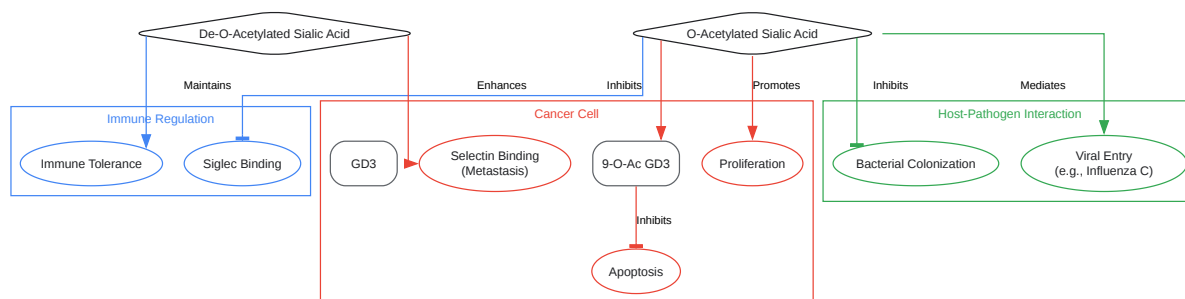 De-O-Acetylated Sialic Acid
O-Acetylated Sialic Acid
Maintains
Enhances
Inhibits
Promotes
Inhibits
Mediates
Immune Regulation
Cancer Cell
Host-Pathogen Interaction
Immune Tolerance
Siglec Binding
GD3
Selectin Binding
(Metastasis)
9-O-Ac GD3
Proliferation
Bacterial Colonization
Viral Entry
(e.g., Influenza C)
Inhibits
Apoptosis